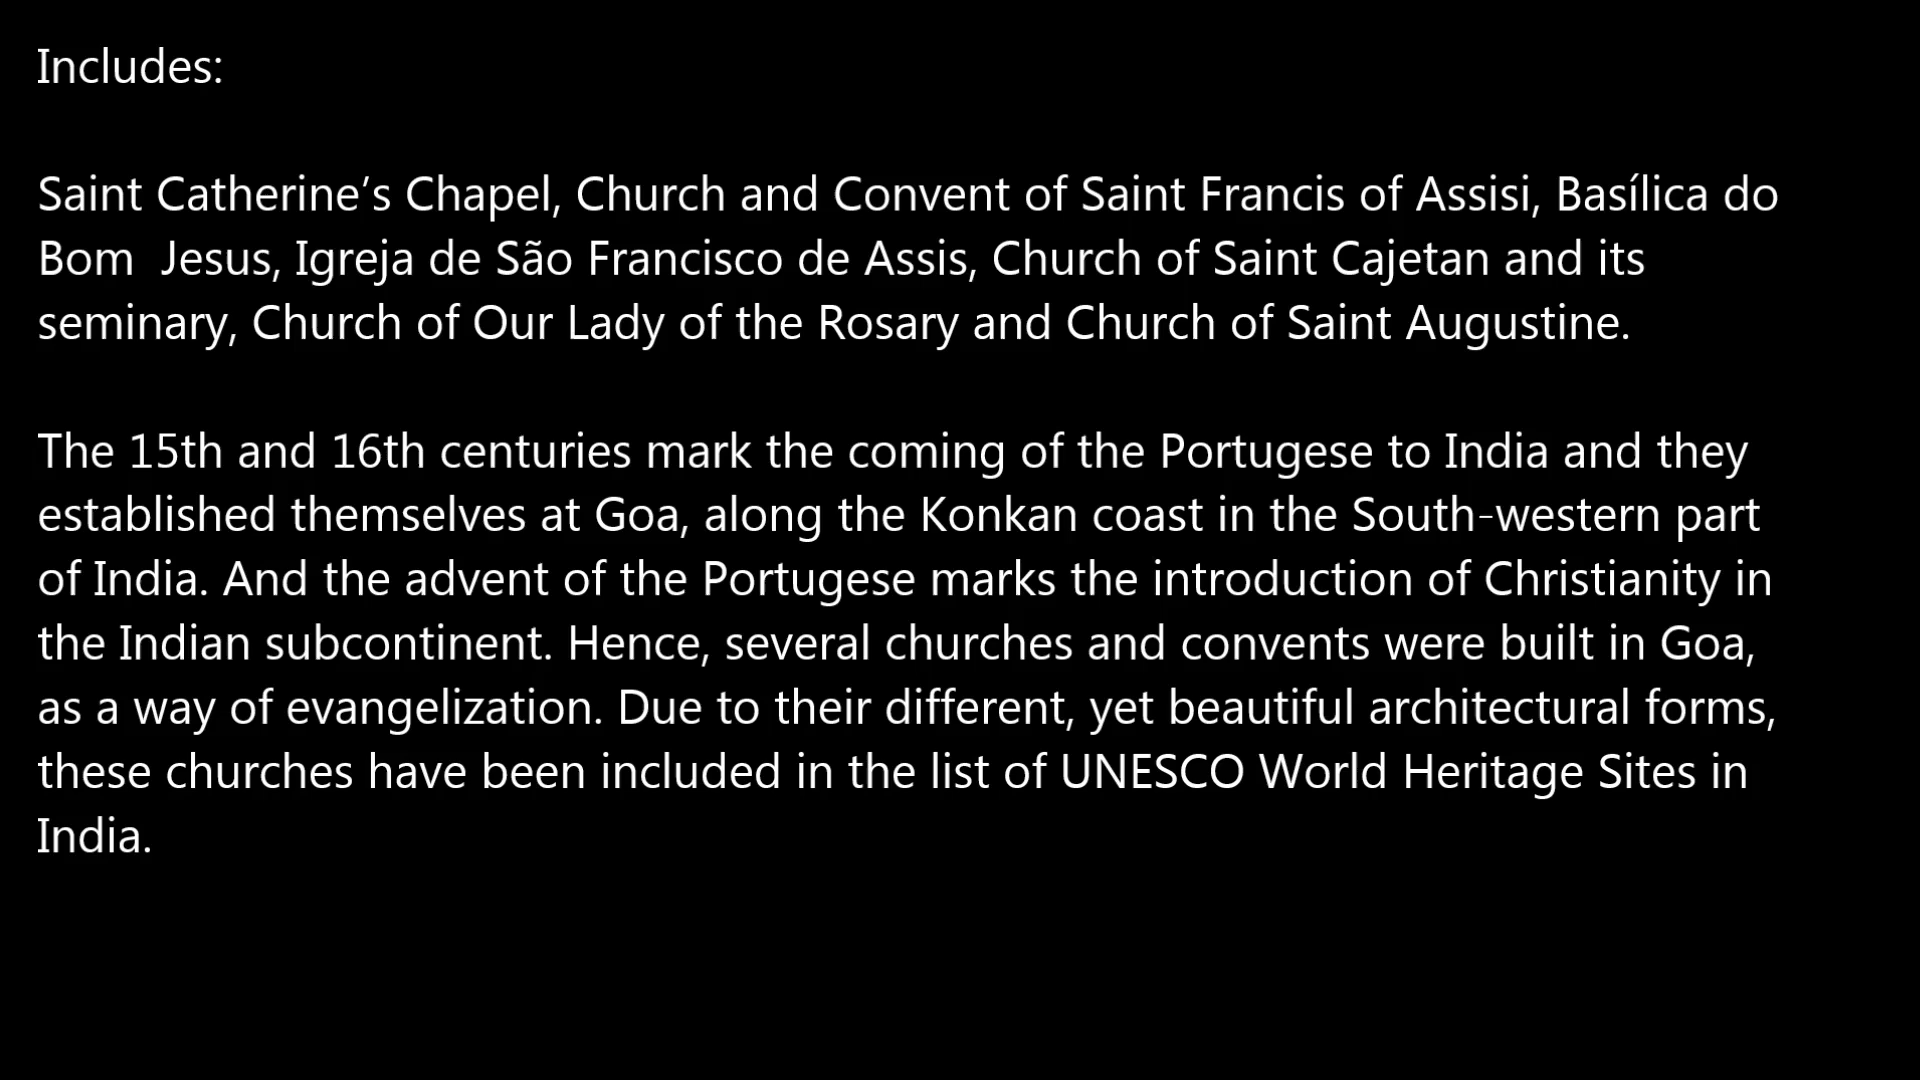 Includes:
Saint Catherine’s Chapel, Church and Convent of Saint Francis of Assisi, Basílica do
Bom  Jesus, Igreja de São Francisco de Assis, Church of Saint Cajetan and its
seminary, Church of Our Lady of the Rosary and Church of Saint Augustine.
The 15th and 16th centuries mark the coming of the Portugese to India and they
established themselves at Goa, along the Konkan coast in the South-western part
of India. And the advent of the Portugese marks the introduction of Christianity in
the Indian subcontinent. Hence, several churches and convents were built in Goa,
as a way of evangelization. Due to their different, yet beautiful architectural forms,
these churches have been included in the list of UNESCO World Heritage Sites in
India.